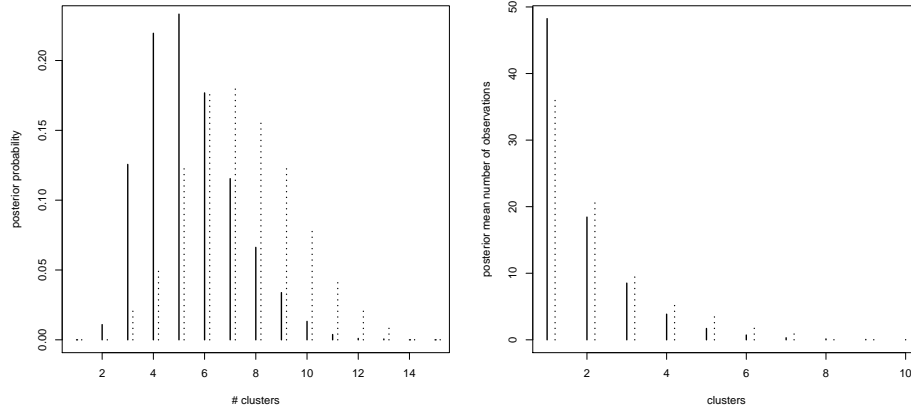 0.20
0.15
0.10
0.05
0.00
posterior probability
2 4 6 8 10 12 14
# clusters
50
40
30
20
10
0
posterior mean number of observations
2 4 6 8 10
clusters